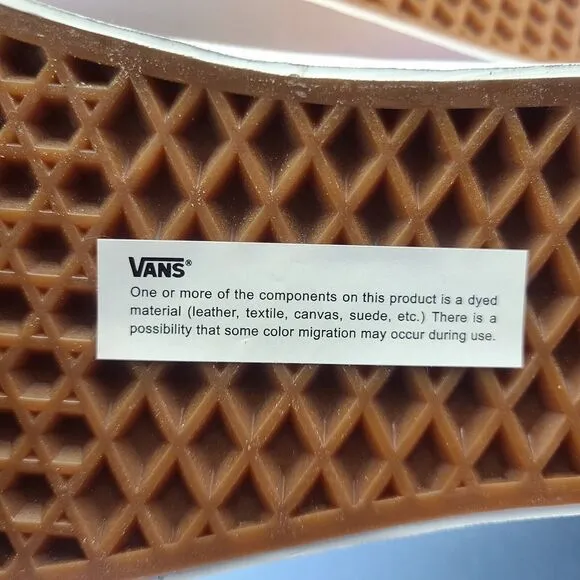 VANS®
One or more of the components on this product is a dyed
material (leather, textile, canvas, suede, etc.) There is a
possibility that some color migration may occur during use.